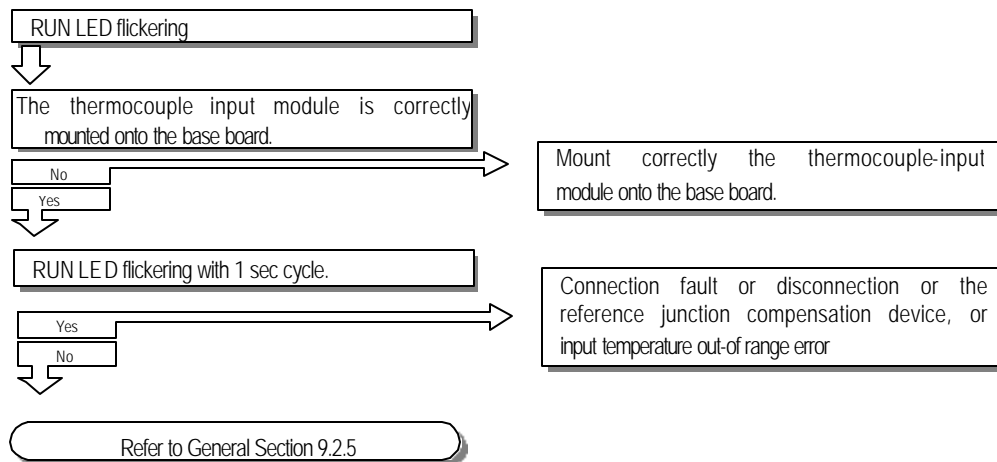 RUN LED flickering
The thermocouple input module is correctly
mounted onto the base board.
No
Mount correctly the thermocouple-input
module onto the base board.
Yes
RUN LED flickering with 1 sec cycle.
Yes
Connection fault or disconnection or the
reference junction compensation device, or
input temperature out-of range error
No
Refer to General Section 9.2.5